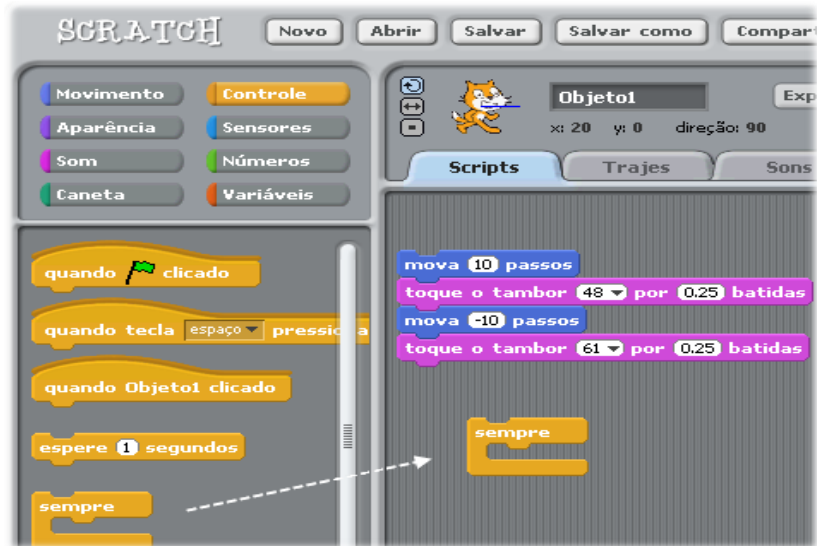 SCRATCH
Novo
Abrir
Salvar
Salvar como
Compar
Movimento
Controle
Aparência
Sensores
Som
Números
Caneta
Variáveis
Objeto1
Exp
x: 20 y: 0 direção: 90
Scripts
Trajes
Sons
quando clicado
quando tecla espaço pressiona
quando Objeto1 clicado
espere 1 segundos
sempre
mova 10 passos
toque o tambor 48 por 0.25 batidas
mova -10 passos
toque o tambor 61 por 0.25 batidas
sempre